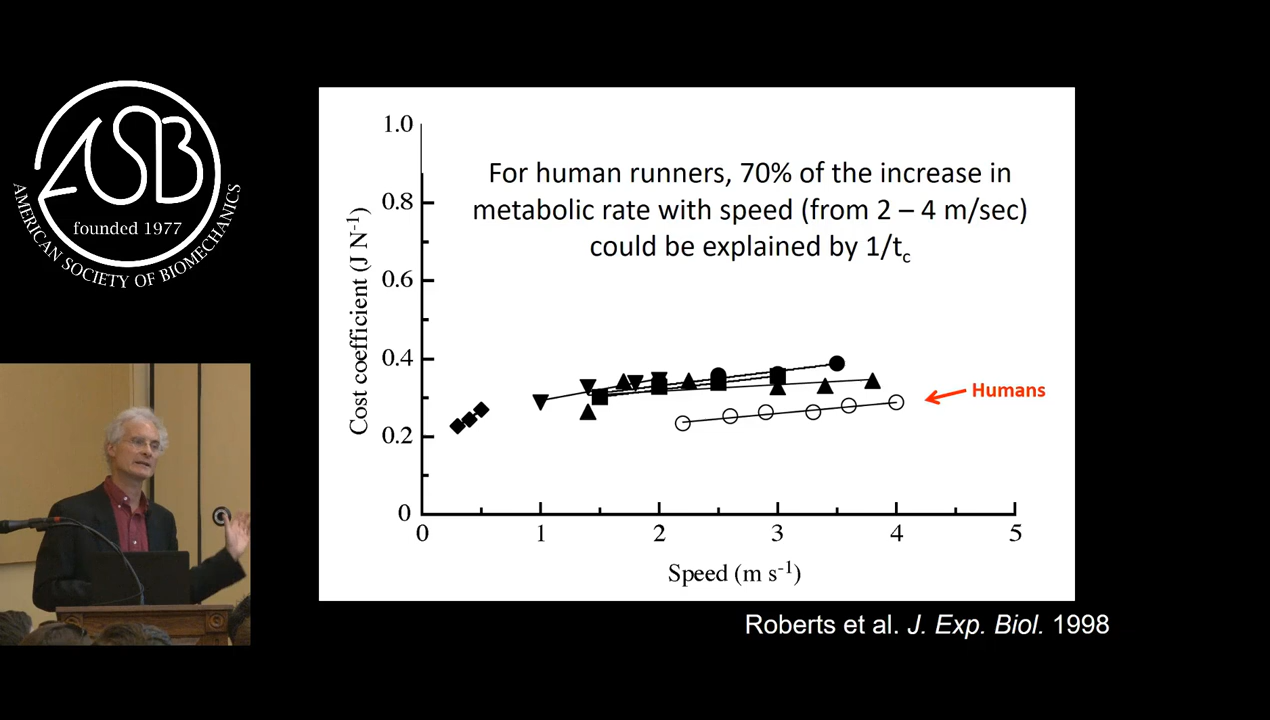 ASB
founded 1977
AMERICAN SOCIETY OF BIOMECHANICS
For human runners, 70% of the increase in
metabolic rate with speed (from 2 – 4 m/sec)
could be explained by 1/tc
Cost coefficient (J N-1)
1.0
0.8
0.6
0.4
0.2
0
Humans
0 1 2 3 4 5
Speed (m s-1)
Roberts et al. J. Exp. Biol. 1998